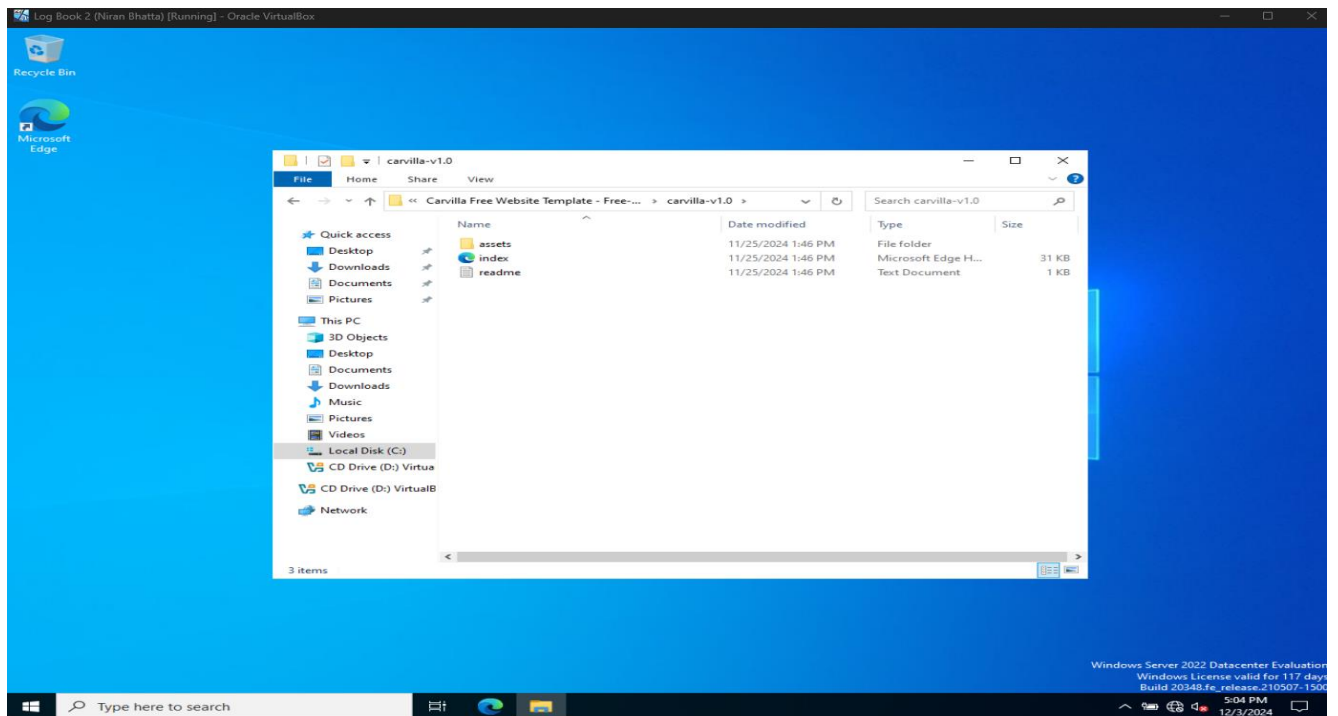 Log Book 2 (Niran Bhatta) [Running] - Oracle VirtualBox
Recycle Bin
Microsoft
Edge
carvilla-v1.0
File Home Share View
« Carvilla Free Website Template - Free-... > carvilla-v1.0 >
Search carvilla-v1.0
Name Date modified Type Size
Quick access
Desktop
Downloads
Documents
Pictures
This PC
3D Objects
Desktop
Documents
Downloads
Music
Pictures
Videos
Local Disk (C:)
CD Drive (D:) Virtua
CD Drive (D:) VirtualB
Network
assets 11/25/2024 1:46 PM File folder
index 11/25/2024 1:46 PM Microsoft Edge H... 31 KB
readme 11/25/2024 1:46 PM Text Document 1 KB
3 items
Windows Server 2022 Datacenter Evaluation
Windows License valid for 117 days
Build 20348.fe_release.210507-1500
Type here to search
5:04 PM
12/3/2024